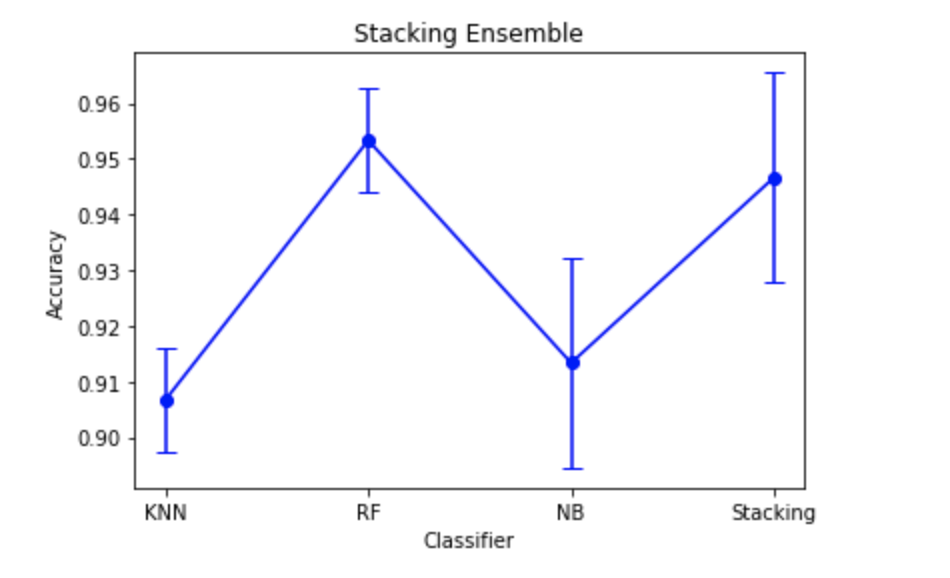 Stacking Ensemble
0.96
0.95
0.94
0.93
0.92
0.91
0.90
Accuracy
KNN RF NB Stacking
Classifier